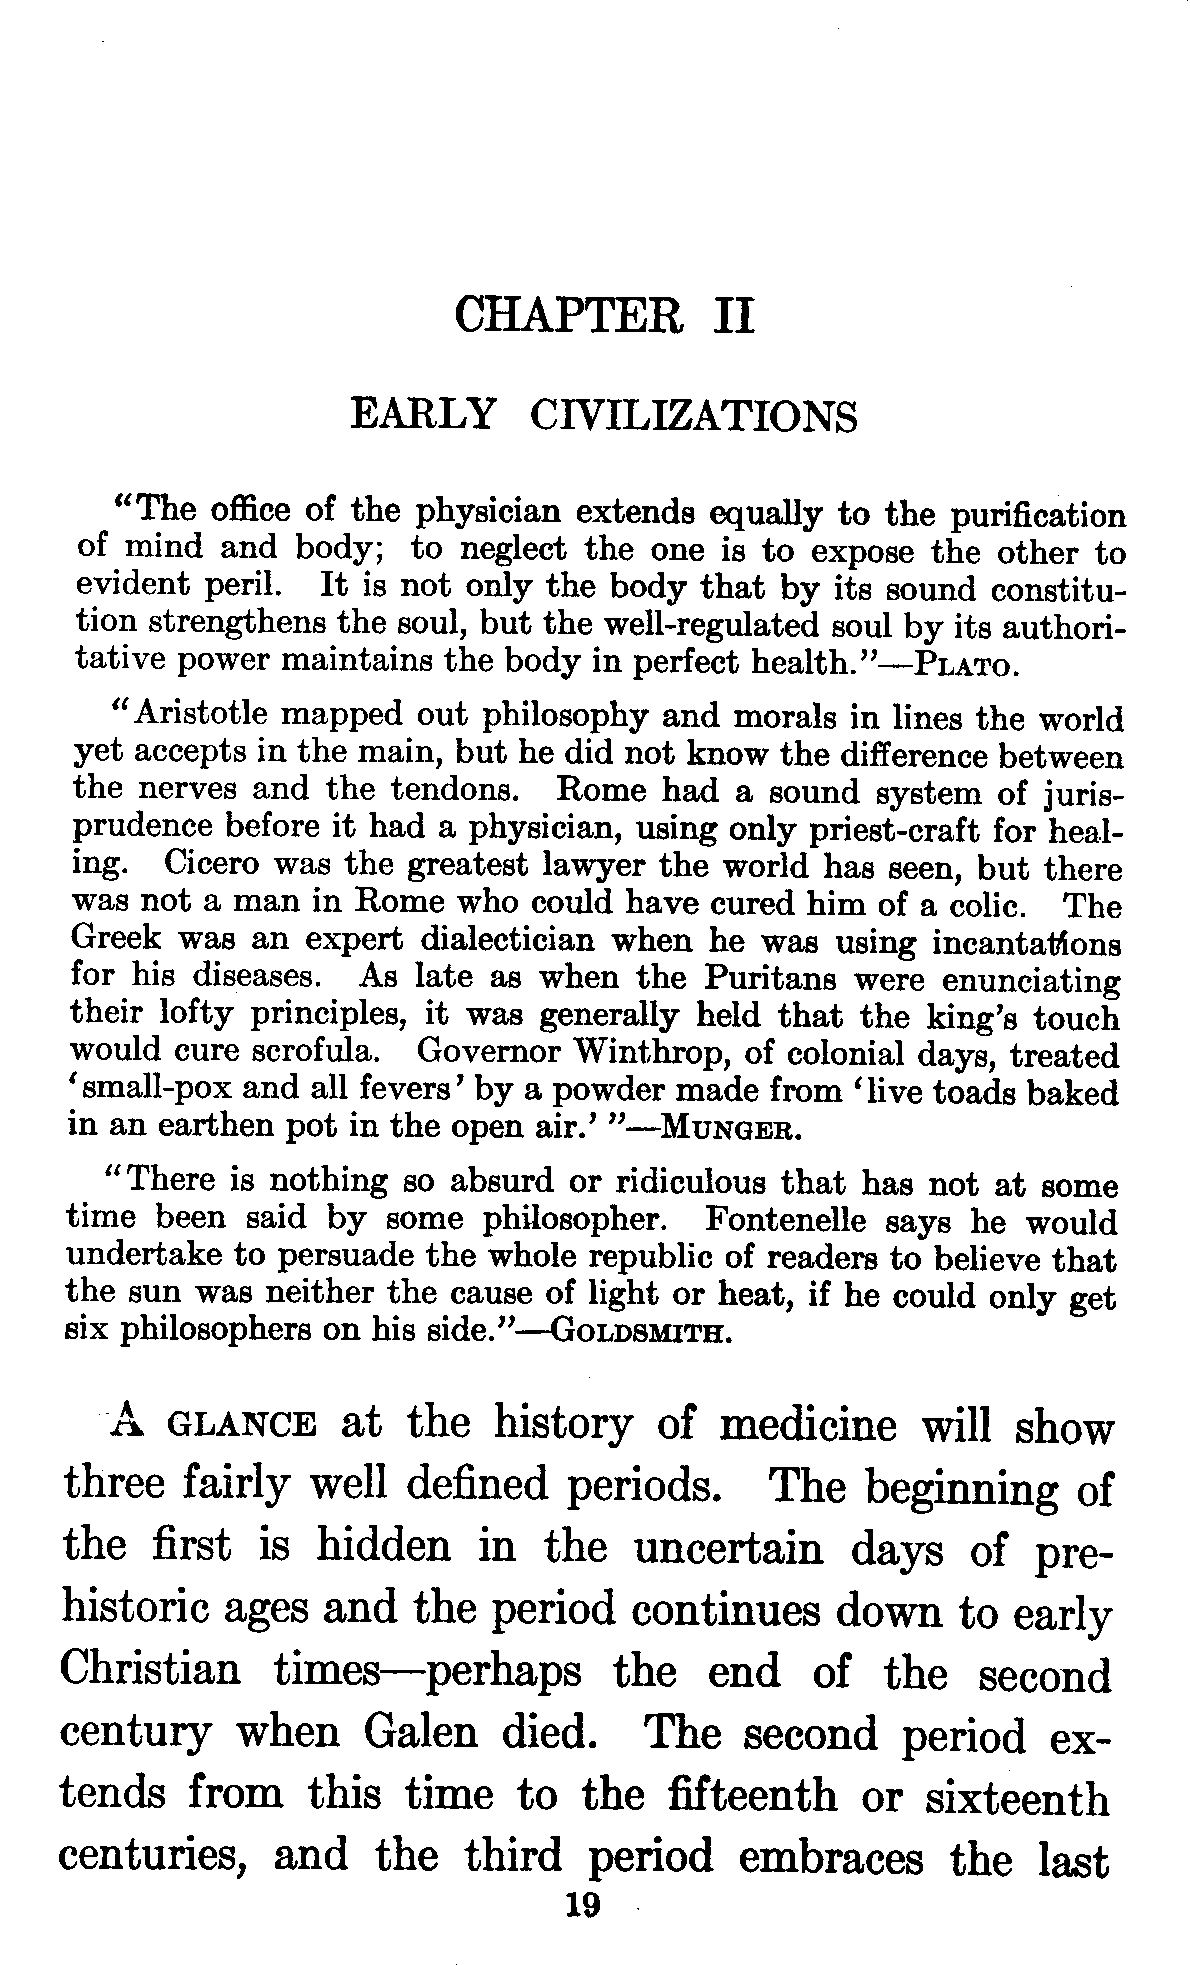 CHAPTER II
EARLY CIVILIZATIONS
"The office of the physician extends equally to the purification
of mind and body; to neglect the one is to expose the other to
evident peril. It is not only the body that by its sound constitu-
tion strengthens the soul, but the well-regulated soul by its authori-
tative power maintains the body in perfect health."—PLATO.
"Aristotle mapped out philosophy and morals in lines the world
yet accepts in the main, but he did not know the difference between
the nerves and the tendons. Rome had a sound system of juris-
prudence before it had a physician, using only priest-craft for heal-
ing. Cicero was the greatest lawyer the world has seen, but there
was not a man in Rome who could have cured him of a colic. The
Greek was an expert dialectician when he was using incantations
for his diseases. As late as when the Puritans were enunciating
their lofty principles, it was generally held that the king's touch
would cure scrofula. Governor Winthrop, of colonial days, treated
'small-pox and all fevers' by a powder made from 'live toads baked
in an earthen pot in the open air.' "—MUNGER.
"There is nothing so absurd or ridiculous that has not at some
time been said by some philosopher. Fontenelle says he would
undertake to persuade the whole republic of readers to believe that
the sun was neither the cause of light or heat, if he could only get
six philosophers on his side."—GOLDSMITH.
A GLANCE at the history of medicine will show
three fairly well defined periods. The beginning of
the first is hidden in the uncertain days of pre-
historic ages and the period continues down to early
Christian times—perhaps the end of the second
century when Galen died. The second period ex-
tends from this time to the fifteenth or sixteenth
centuries, and the third period embraces the last
19